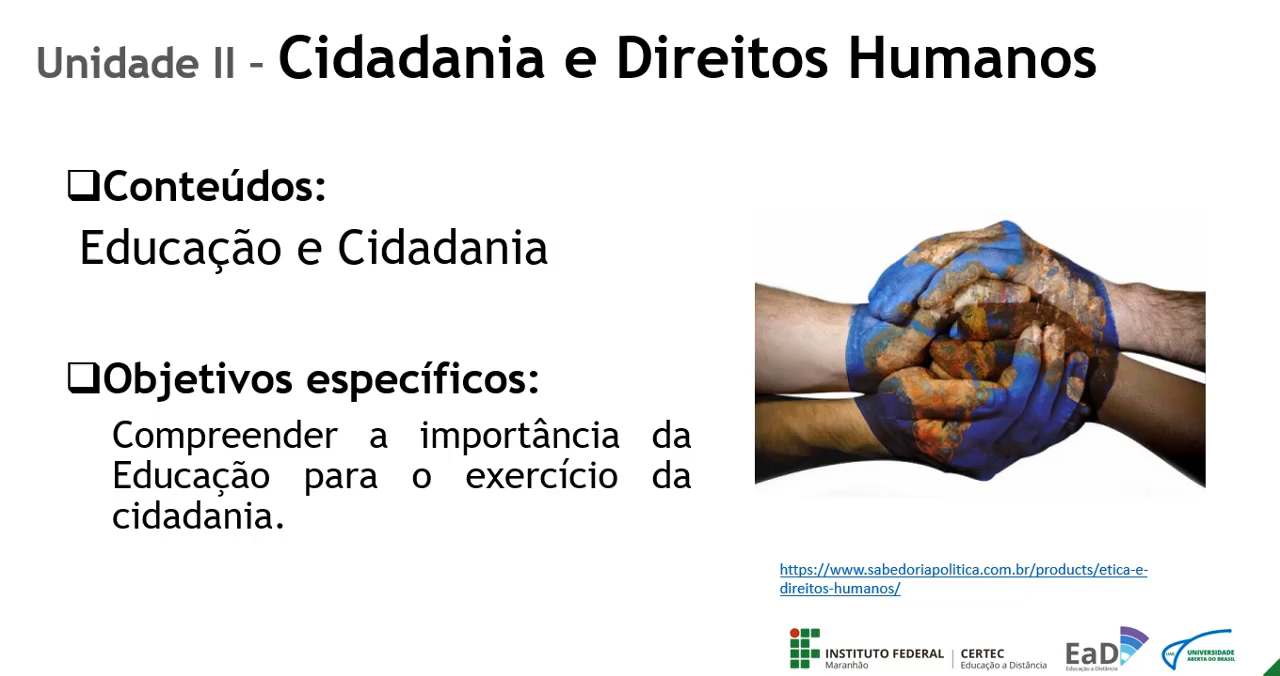 Unidade II – Cidadania e Direitos Humanos
❑Conteúdos:
Educação e Cidadania
❑Objetivos específicos:
Compreender a importância da
Educação para o exercício da
cidadania.
https://www.sabedoriapolitica.com.br/products/etica-e-
direitos-humanos/
INSTITUTO FEDERAL
Maranhão
CERTEC
Educação a Distância
EaD
Educação a Distância
UAB
UNIVERSIDADE
ABERTA DO BRASIL